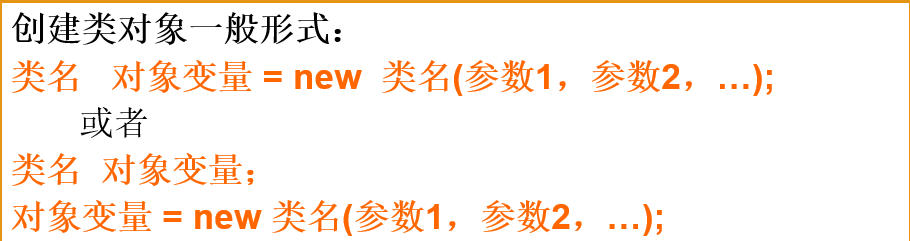 创建类对象一般形式：
类名 对象变量 = new 类名(参数1，参数2，...);
或者
类名 对象变量；
对象变量 = new 类名(参数1，参数2，...);